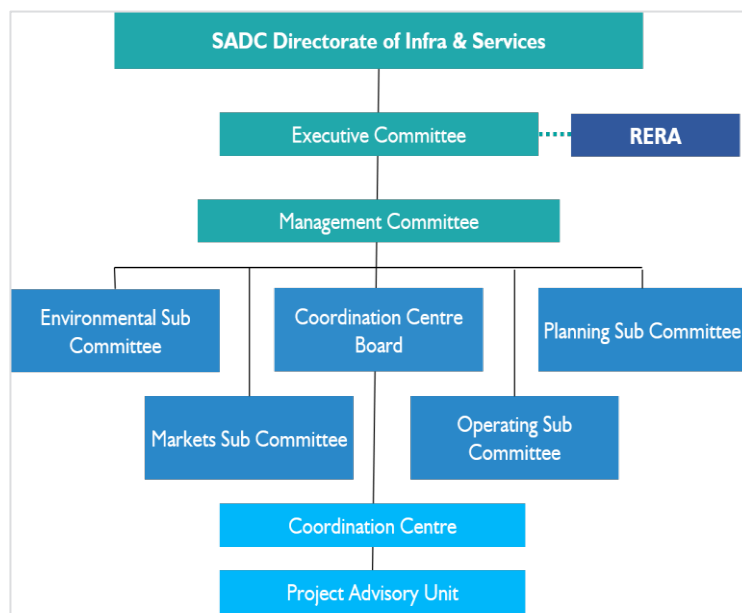 SADC Directorate of Infra & Services
Executive Committee
RERA
Management Committee
Environmental Sub
Committee
Coordination Centre
Board
Planning Sub Committee
Markets Sub Committee
Operating Sub
Committee
Coordination Centre
Project Advisory Unit